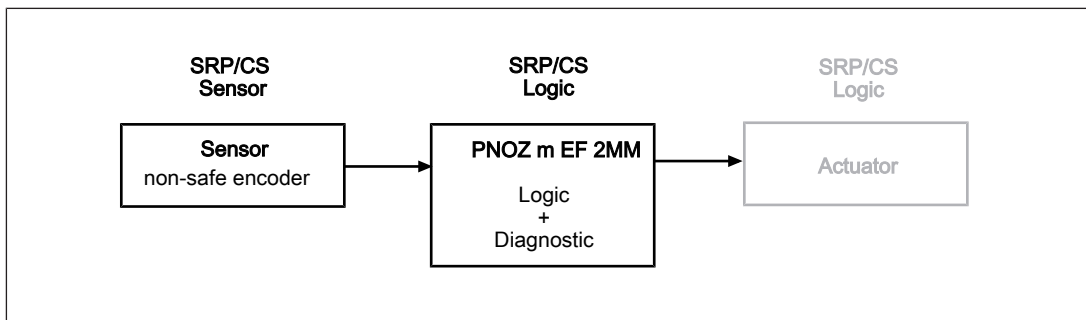 SRP/CS
Sensor
SRP/CS
Logic
SRP/CS
Logic
Sensor
non-safe encoder
PNOZ m EF 2MM
Logic
+
Diagnostic
Actuator